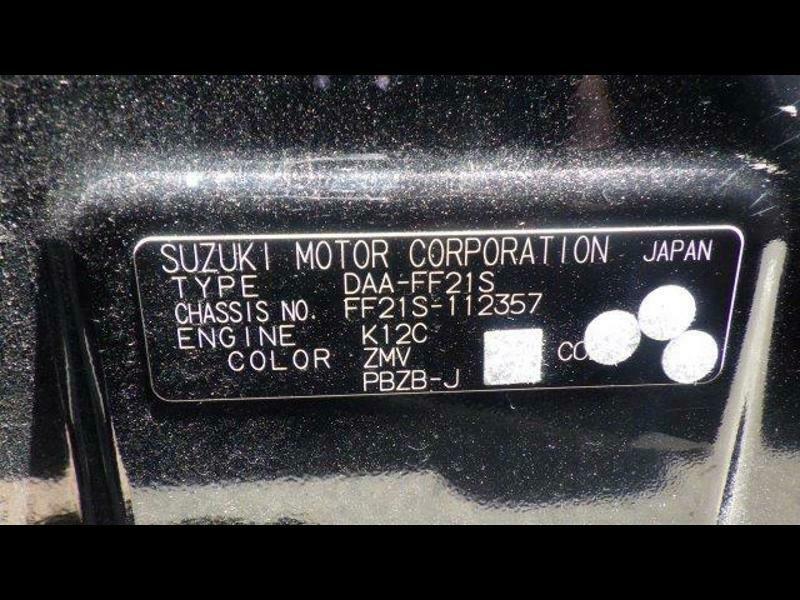 SUZUKI MOTOR CORPORATION JAPAN
TYPE DAA-FF21S
CHASSIS NO. FF21S-112357
ENGINE K12C
COLOR ZMV
PBZB-J